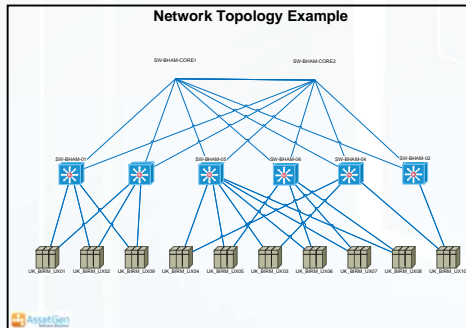 Network Topology Example
SW-BHAM-CORE1
SW-BHAM-CORE2
SW-BHAM-01
SW-BHAM-05
SW-BHAM-06
SW-BHAM-04
SW-BHAM-02
UK_BIRM_UX01
UK_BIRM_UX02
UK_BIRM_UX09
UK_BIRM_UX04
UK_BIRM_UX05
UK_BIRM_UX03
UK_BIRM_UX06
UK_BIRM_UX07
UK_BIRM_UX08
UK_BIRM_UX10
AssetGen